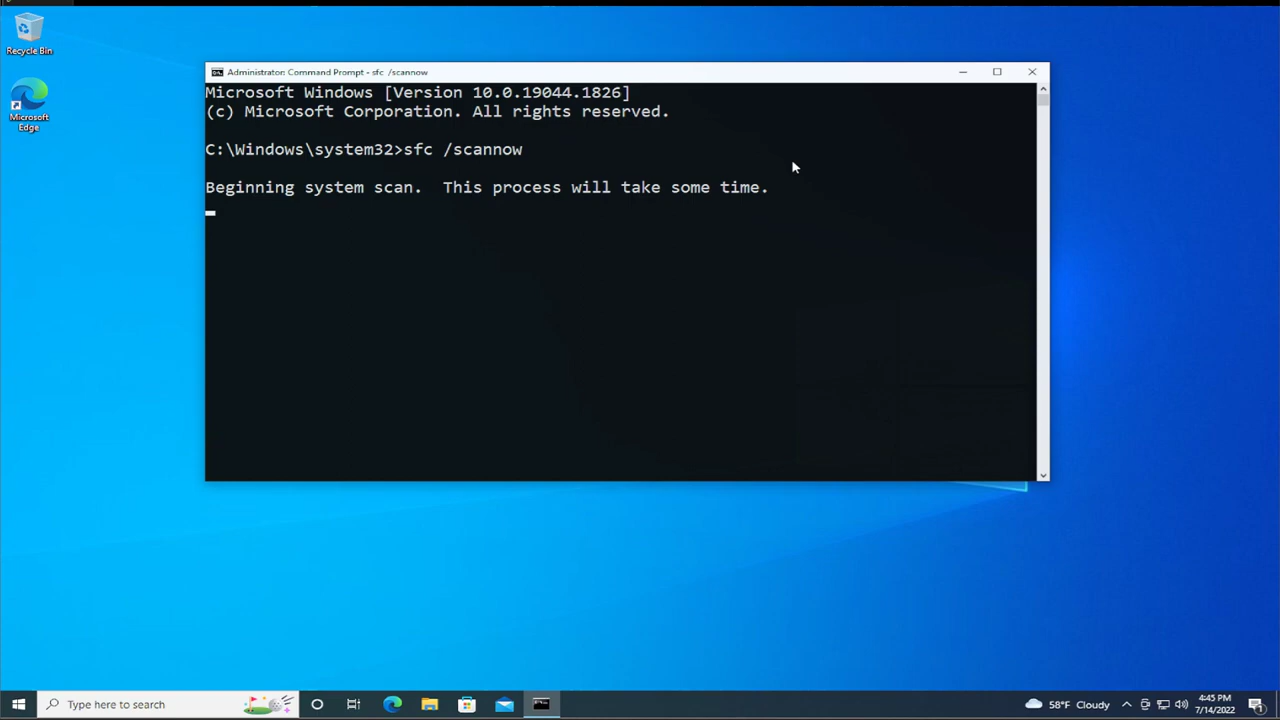 Recycle Bin
Microsoft
Edge
Administrator: Command Prompt - sfc /scannow
Microsoft Windows [Version 10.0.19044.1826]
(c) Microsoft Corporation. All rights reserved.
C:\Windows\system32>sfc /scannow
Beginning system scan.  This process will take some time.
Type here to search
58°F Cloudy
4:45 PM
7/14/2022
1